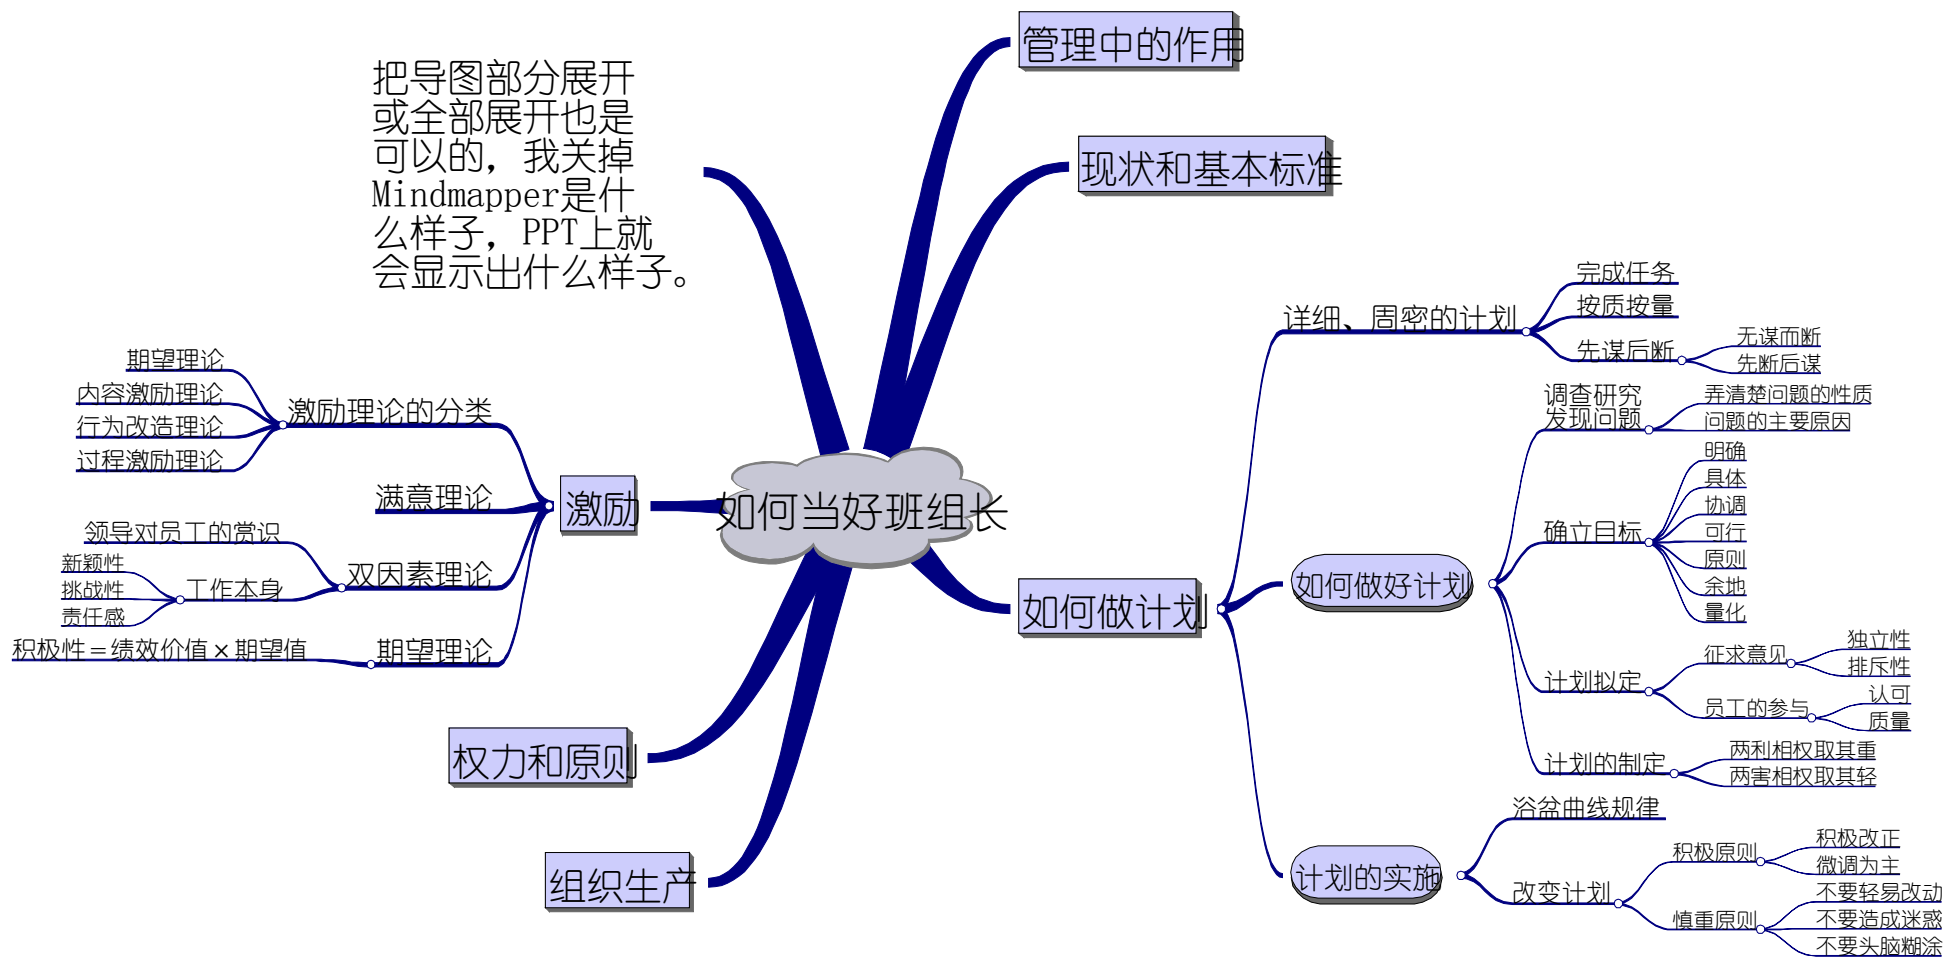 管理中的作用
现状和基本标准
把导图部分展开
或全部展开也是
可以的，我关掉
Mindmapper是什
么样子，PPT上就
会显示出什么样子。
如何当好班组长
如何做计划
详细、周密的计划
完成任务
按质按量
先谋后断
无谋而断
先断后谋
如何做好计划
调查研究
发现问题
弄清楚问题的性质
问题的主要原因
确立目标
明确
具体
协调
可行
原则
余地
量化
计划拟定
征求意见
独立性
排斥性
员工的参与
认可
质量
计划的制定
两利相权取其重
两害相权取其轻
计划的实施
浴盆曲线规律
改变计划
积极原则
积极改正
微调为主
慎重原则
不要轻易改动
不要造成迷惑
不要头脑糊涂
激励
激励理论的分类
期望理论
内容激励理论
行为改造理论
过程激励理论
满意理论
双因素理论
领导对员工的赏识
工作本身
新颖性
挑战性
责任感
期望理论
积极性＝绩效价值×期望值
权力和原则
组织生产